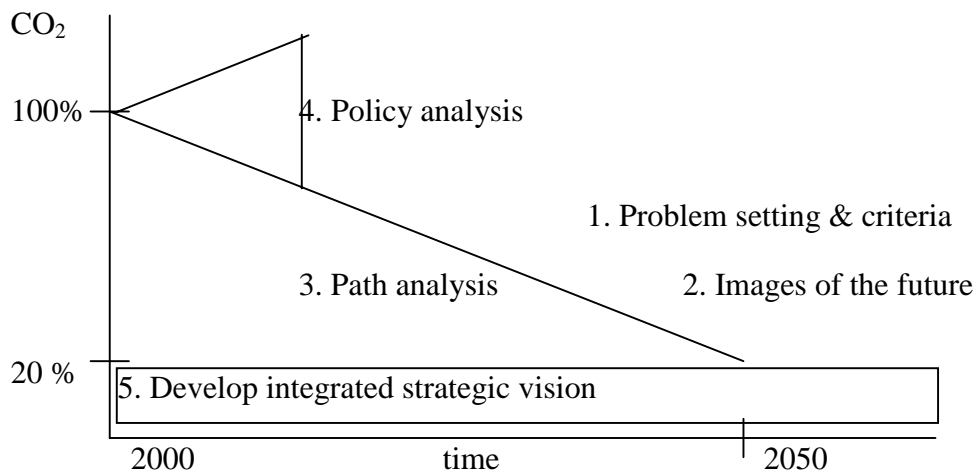 CO₂
100%
4. Policy analysis
1. Problem setting & criteria
3. Path analysis
2. Images of the future
20 %
5. Develop integrated strategic vision
2000
time
2050